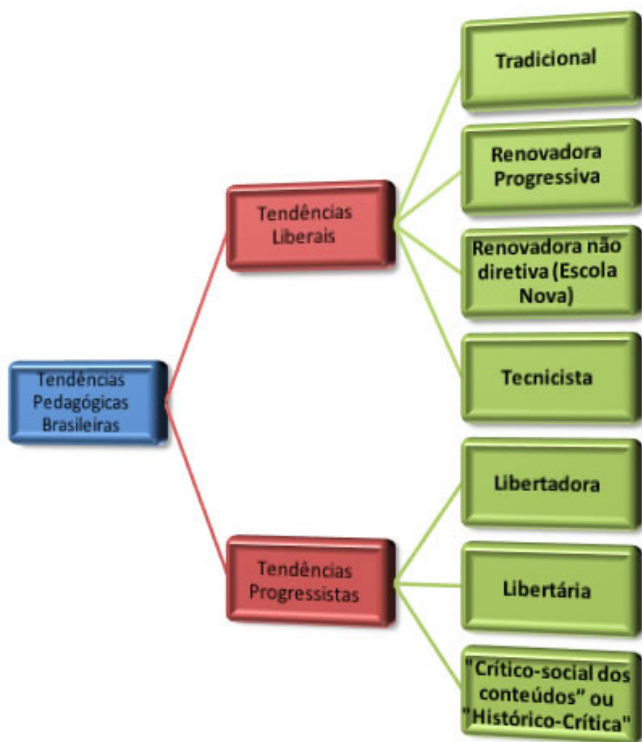 Tendências
Pedagógicas
Brasileiras
Tendências
Liberais
Tradicional
Renovadora
Progressiva
Renovadora não
diretiva (Escola
Nova)
Tecnicista
Tendências
Progressistas
Libertadora
Libertária
"Crítico-social dos
conteúdos” ou
"Histórico-Crítica"